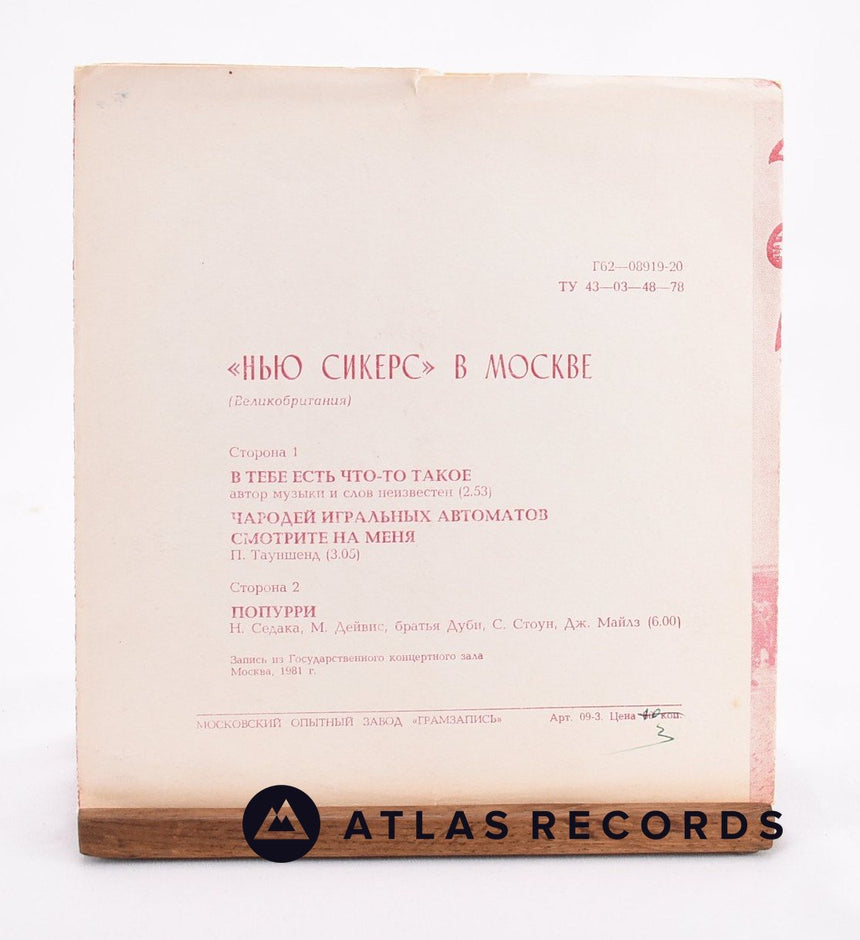 Г62—08919-20
ТУ 43—03—48—78
«НЬЮ СИКЕРС» В МОСКВЕ
(Великобритания)
Сторона 1
В ТЕБЕ ЕСТЬ ЧТО-ТО ТАКОЕ
автор музыки и слов неизвестен (2.53)
ЧАРОДЕЙ ИГРАЛЬНЫХ АВТОМАТОВ
СМОТРИТЕ НА МЕНЯ
П. Тауншенд (3.05)
Сторона 2
ПОПУРРИ
Н. Седака, М. Дейвис, братья Дуби, С. Стоун, Дж. Майлз (6.00)
Запись из Государственного концертного зала
Москва, 1981 г.
МОСКОВСКИЙ ОПЫТНЫЙ ЗАВОД «ГРАМЗАПИСЬ» Арт. 09-3. Цена коп.
3
ATLAS RECORDS